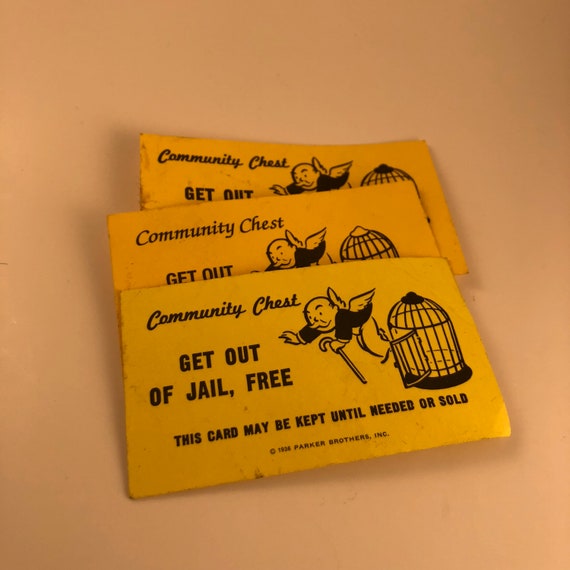 Community Chest
GET OUT
Community Chest
GET OUT
Community Chest
GET OUT
OF JAIL, FREE
THIS CARD MAY BE KEPT UNTIL NEEDED OR SOLD
© 1936 PARKER BROTHERS, INC.